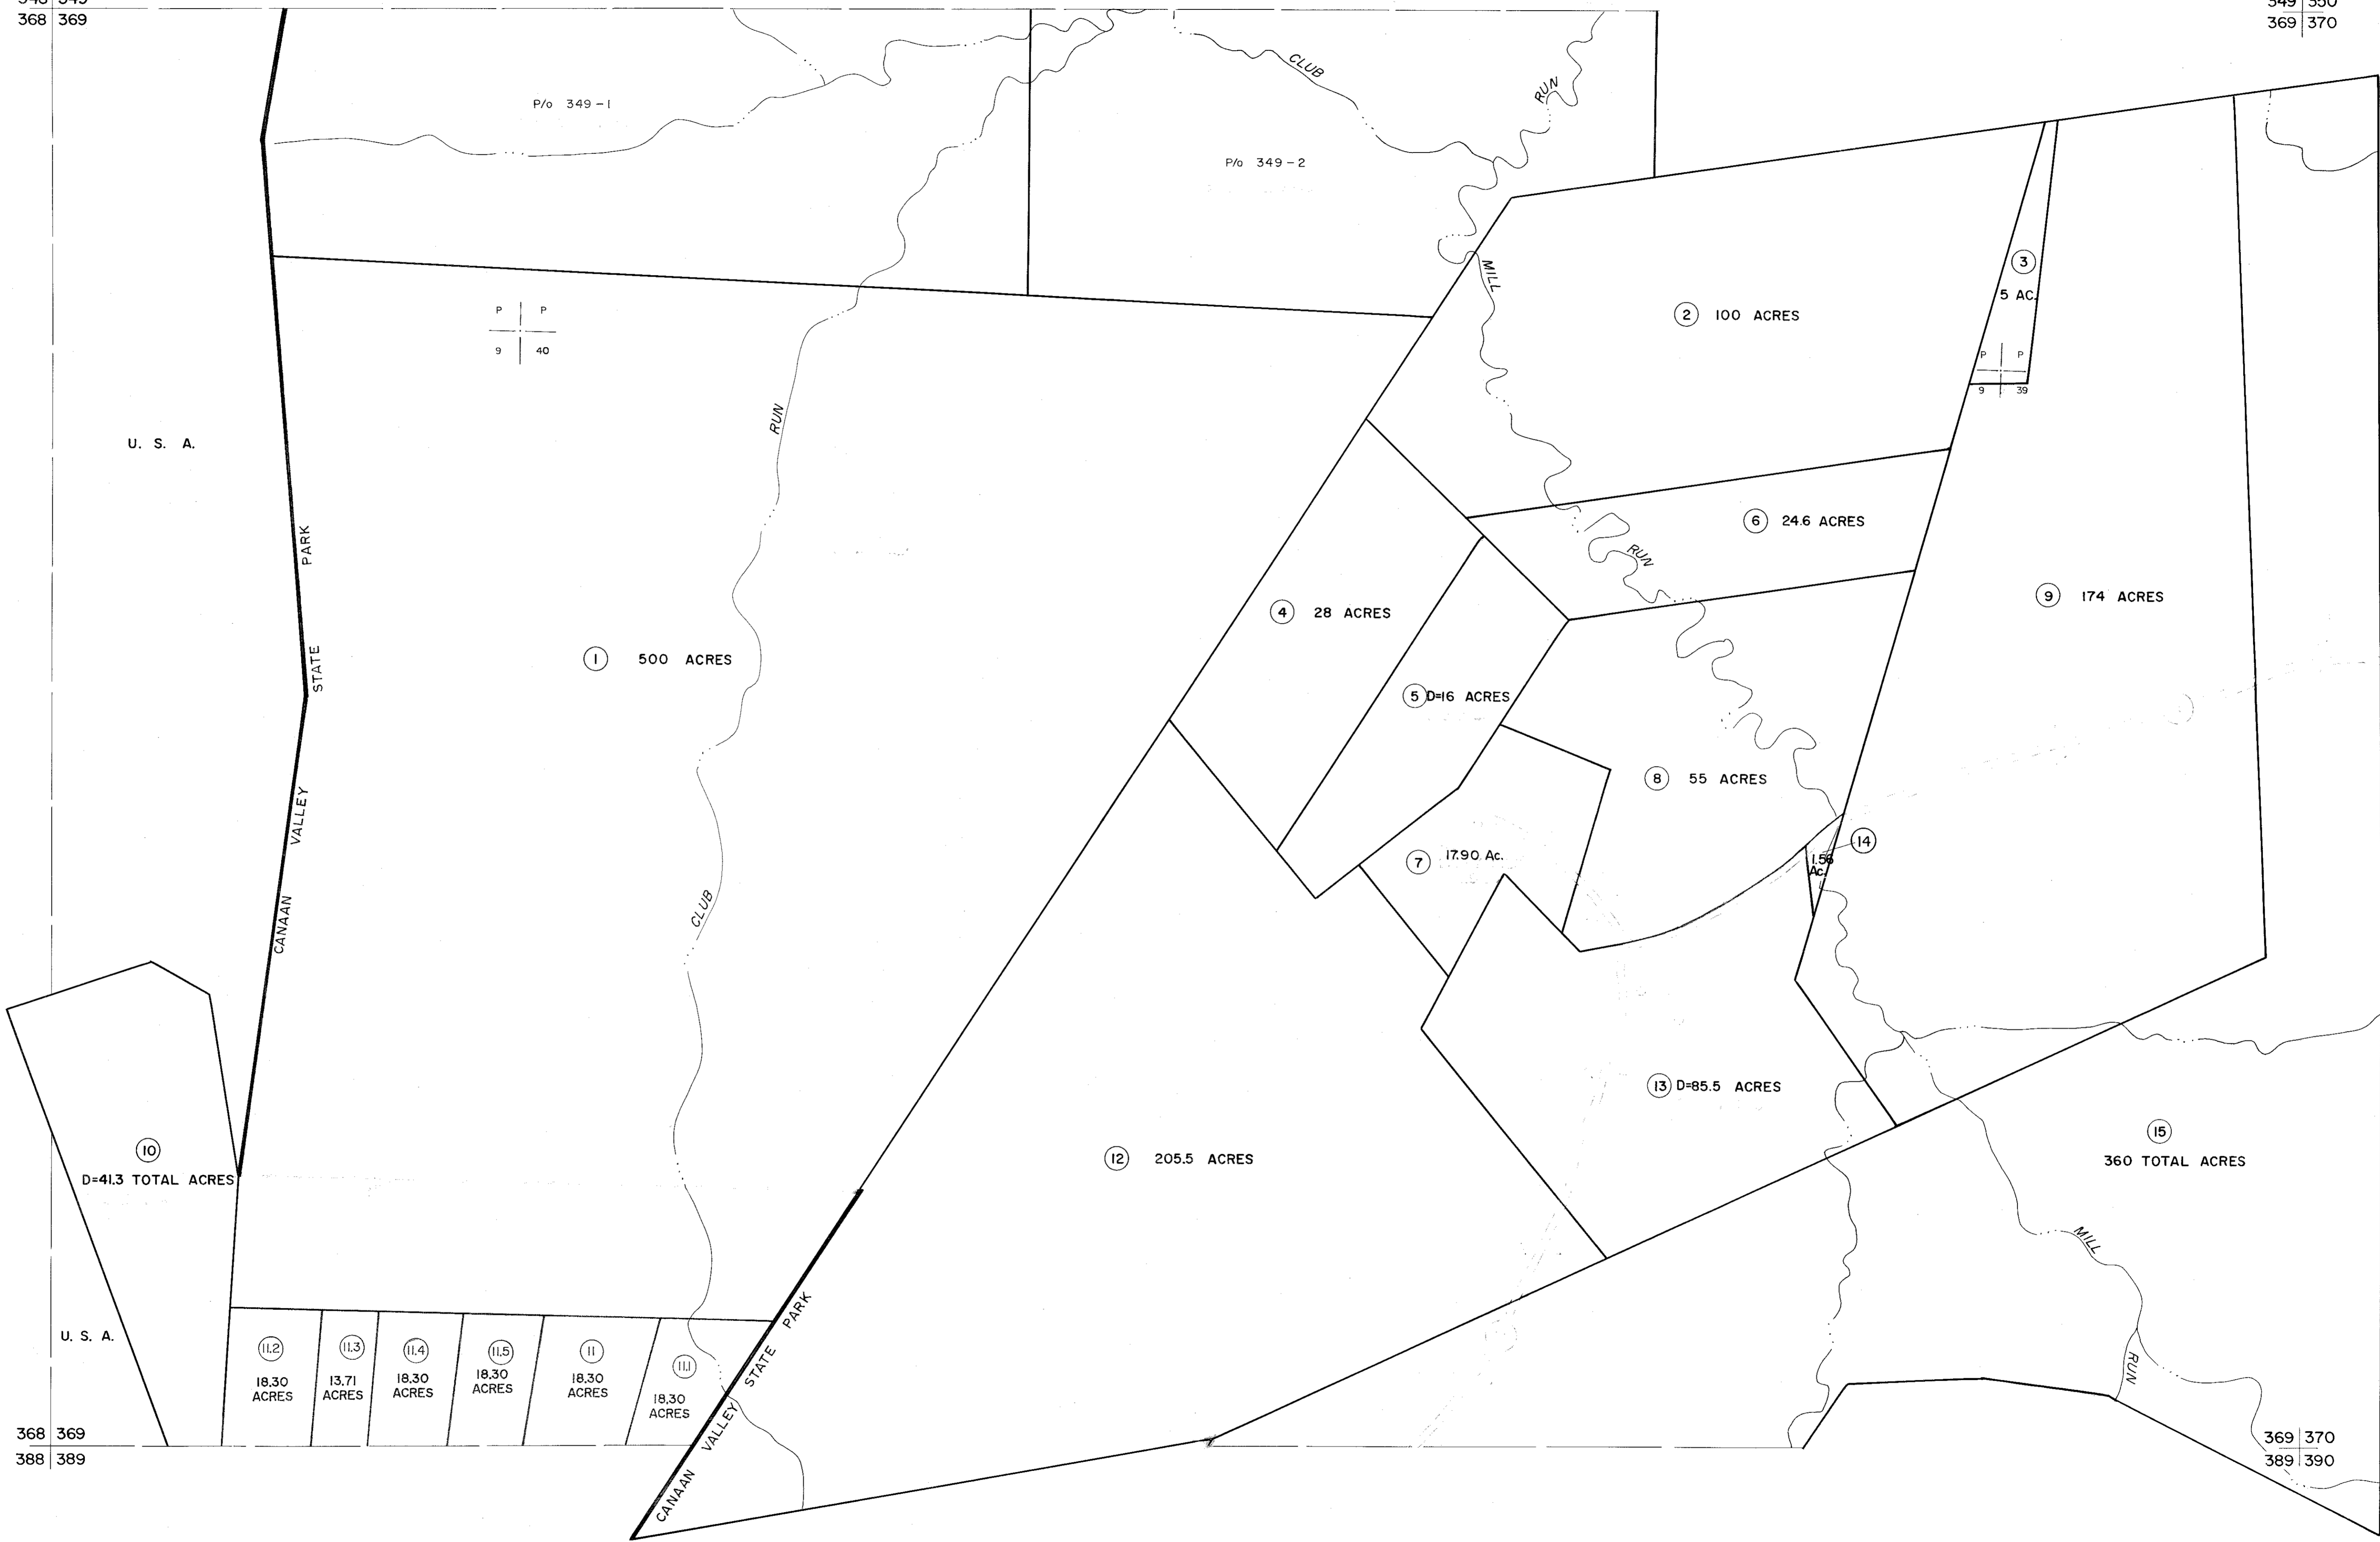 348 349
368 369
349 350
369 370
P/o 349-1
CLUB
RUN
P/o 349-2
MILL
3
5 AC.
P P
9 39
P P
9 40
2 100 ACRES
RUN
U. S. A.
6 24.6 ACRES
RUN
PARK
STATE
VALLEY
CANAAN
9 174 ACRES
4 28 ACRES
1 500 ACRES
5 D=16 ACRES
8 55 ACRES
14
1.56
Ac.
7 17.90 Ac.
CLUB
13 D=85.5 ACRES
10
D=41.3 TOTAL ACRES
12 205.5 ACRES
15
360 TOTAL ACRES
MILL
RUN
U. S. A.
11.2
18.30
ACRES
11.3
13.71
ACRES
11.4
18.30
ACRES
11.5
18.30
ACRES
11
18.30
ACRES
11.1
18.30
ACRES
PARK
STATE
VALLEY
CANAAN
368 369
388 389
369 370
389 390